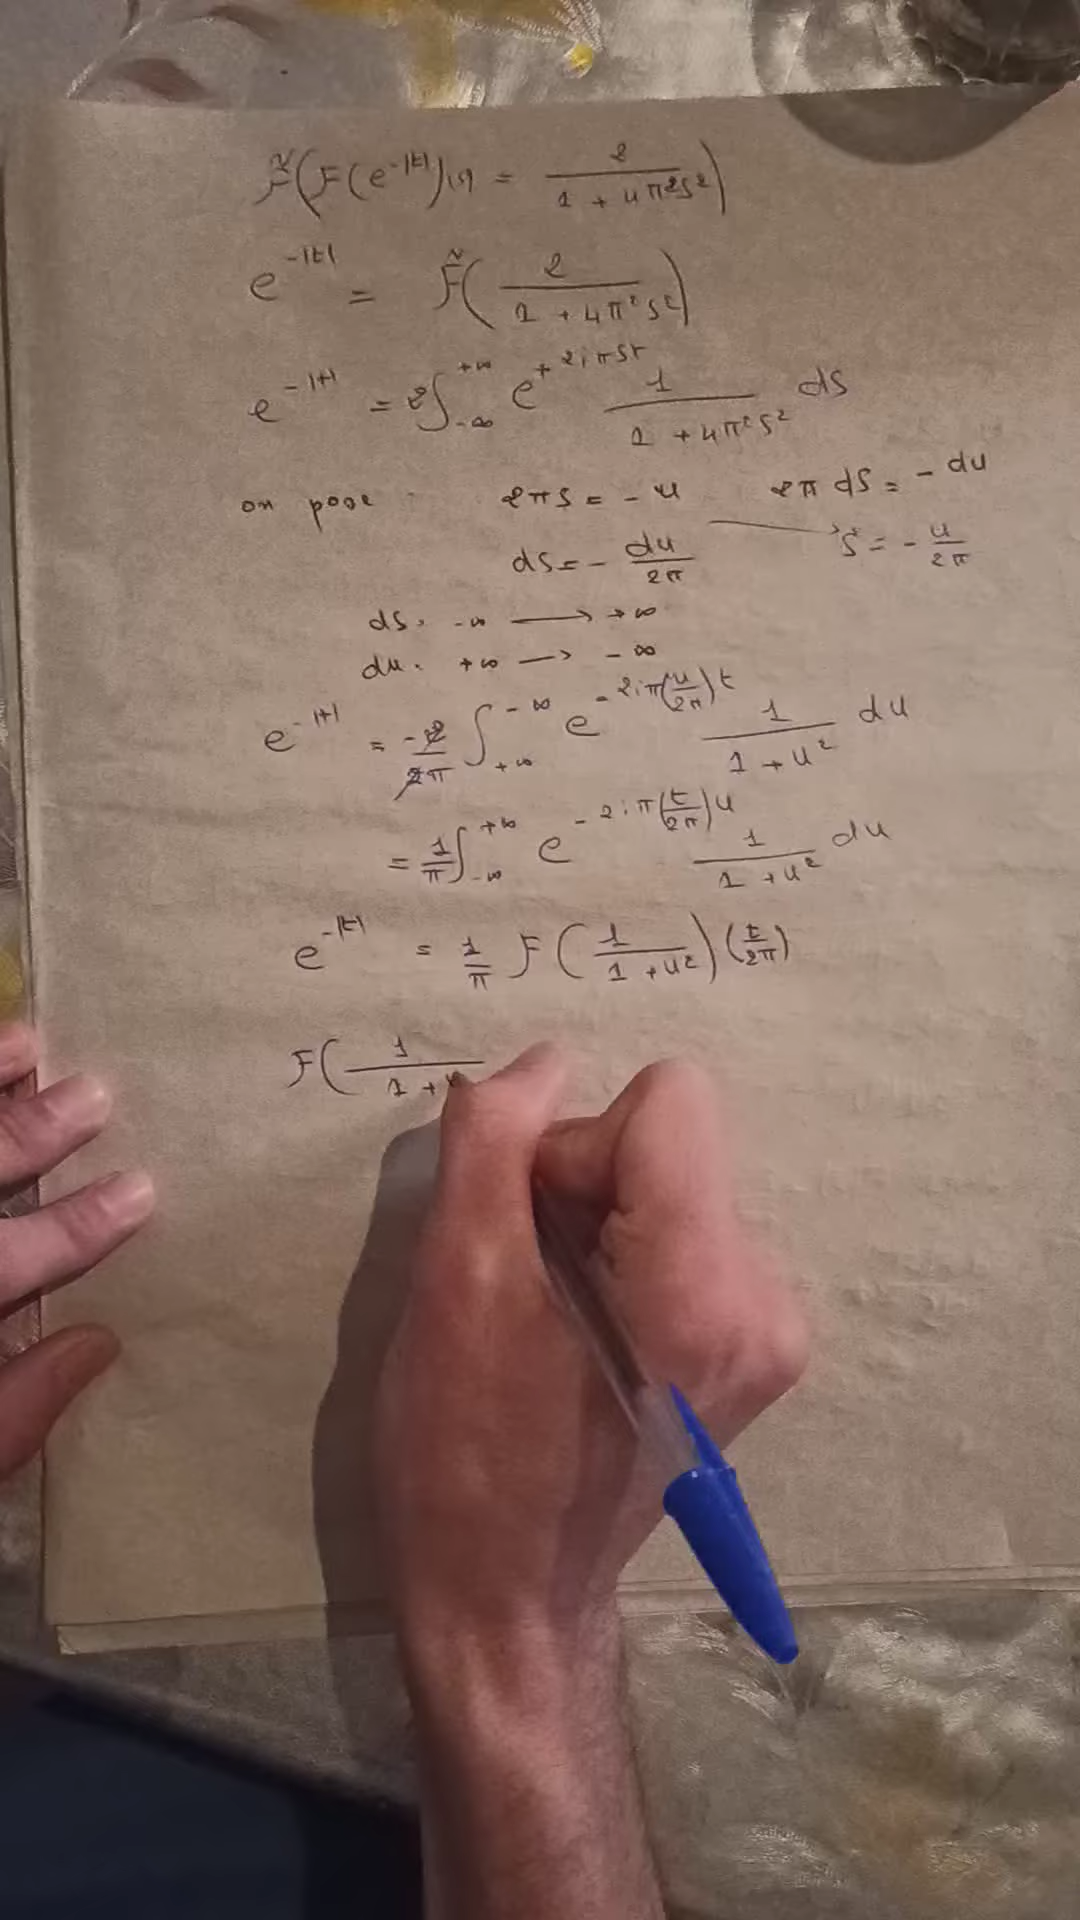 F̃(F(e^{-|t|})(s) = 2/(1 + 4π²s²))
e^{-|t|} = F̃(2/(1 + 4π²s²))
e^{-|t|} = 2∫_{-∞}^{+∞} e^{+2iπst} 1/(1 + 4π²s²) ds
on pose : 2πs = -u 2π ds = -du
ds = -du/2π s = -u/2π
ds. -∞ → +∞
du. +∞ → -∞
e^{-|t|} = -2/2π ∫_{+∞}^{-∞} e^{-2iπ(u/2π)t} 1/(1 + u²) du
= 1/π ∫_{-∞}^{+∞} e^{-2iπ(t/2π)u} 1/(1 + u²) du
e^{-|t|} = 1/π F(1/(1 + u²))(t/2π)
F(1/(1 + u